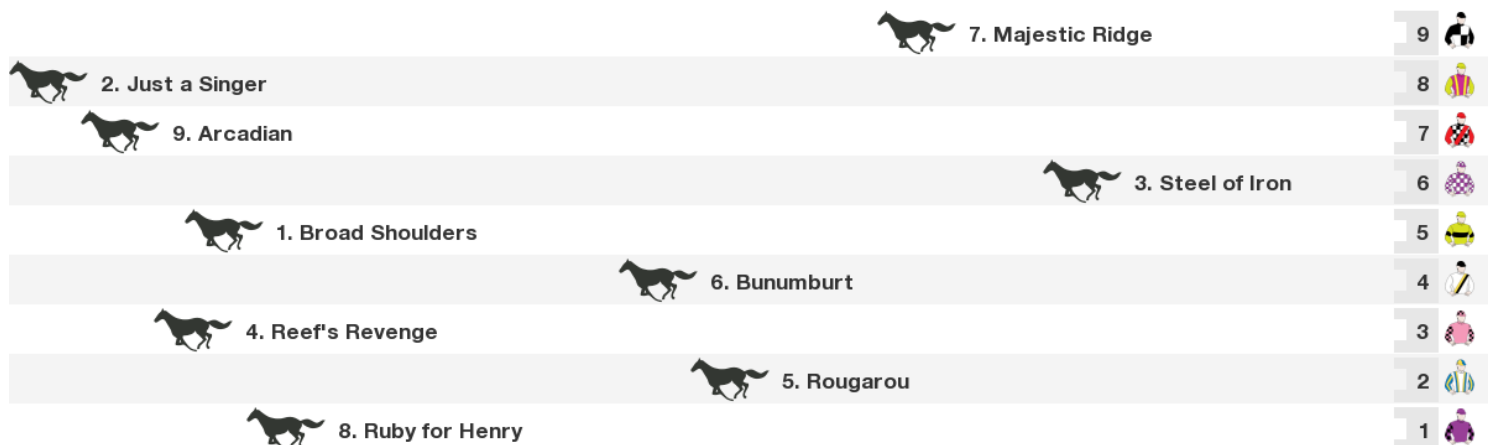 7. Majestic Ridge 9
2. Just a Singer 8
9. Arcadian 7
3. Steel of Iron 6
1. Broad Shoulders 5
6. Bunumburt 4
4. Reef's Revenge 3
5. Rougarou 2
8. Ruby for Henry 1